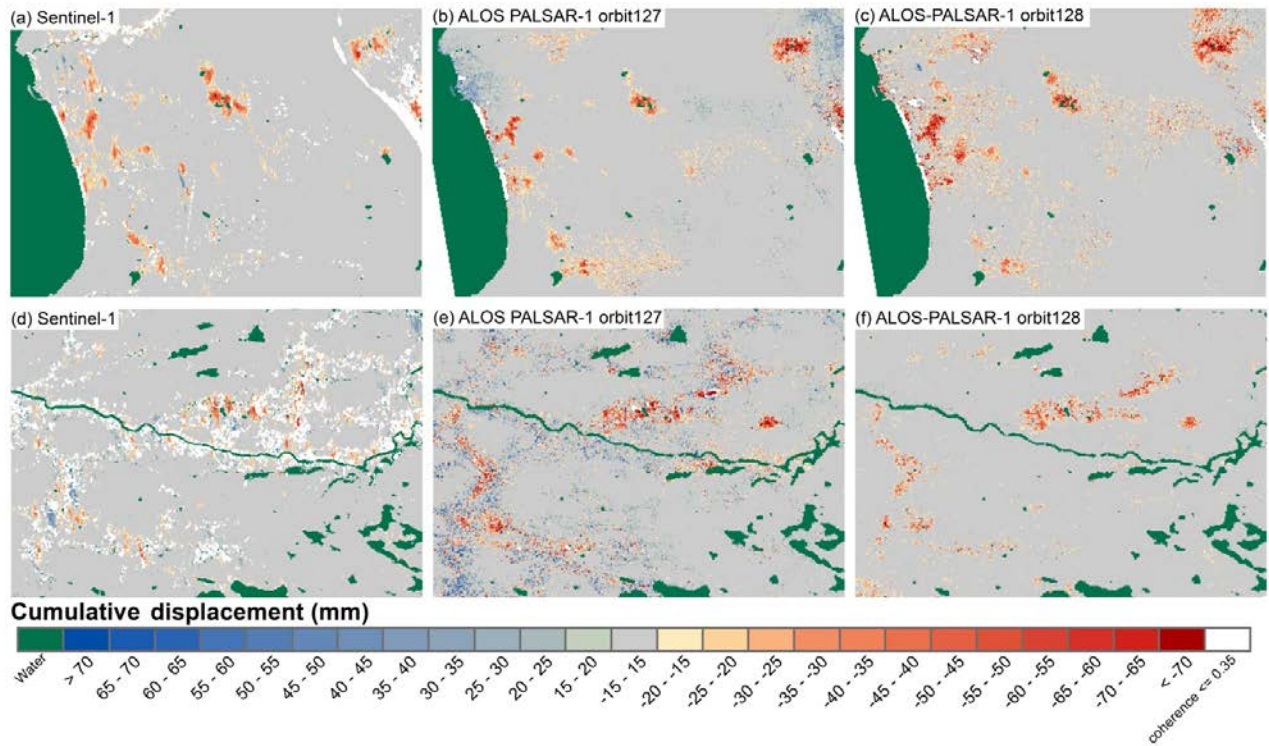 (a) Sentinel-1
(b) ALOS PALSAR-1 orbit127
(c) ALOS-PALSAR-1 orbit128
(d) Sentinel-1
(e) ALOS PALSAR-1 orbit127
(f) ALOS-PALSAR-1 orbit128
Cumulative displacement (mm)
Water
> 70
65 - 70
60 - 65
55 - 60
50 - 55
45 - 50
40 - 45
35 - 40
30 - 35
25 - 30
20 - 25
15 - 20
-15 - 15
-20 - -15
-25 - -20
-30 - -25
-35 - -30
-40 - -35
-45 - -40
-50 - -45
-55 - -50
-60 - -55
-65 - -60
-70 - -65
< -70
coherence <= 0.35